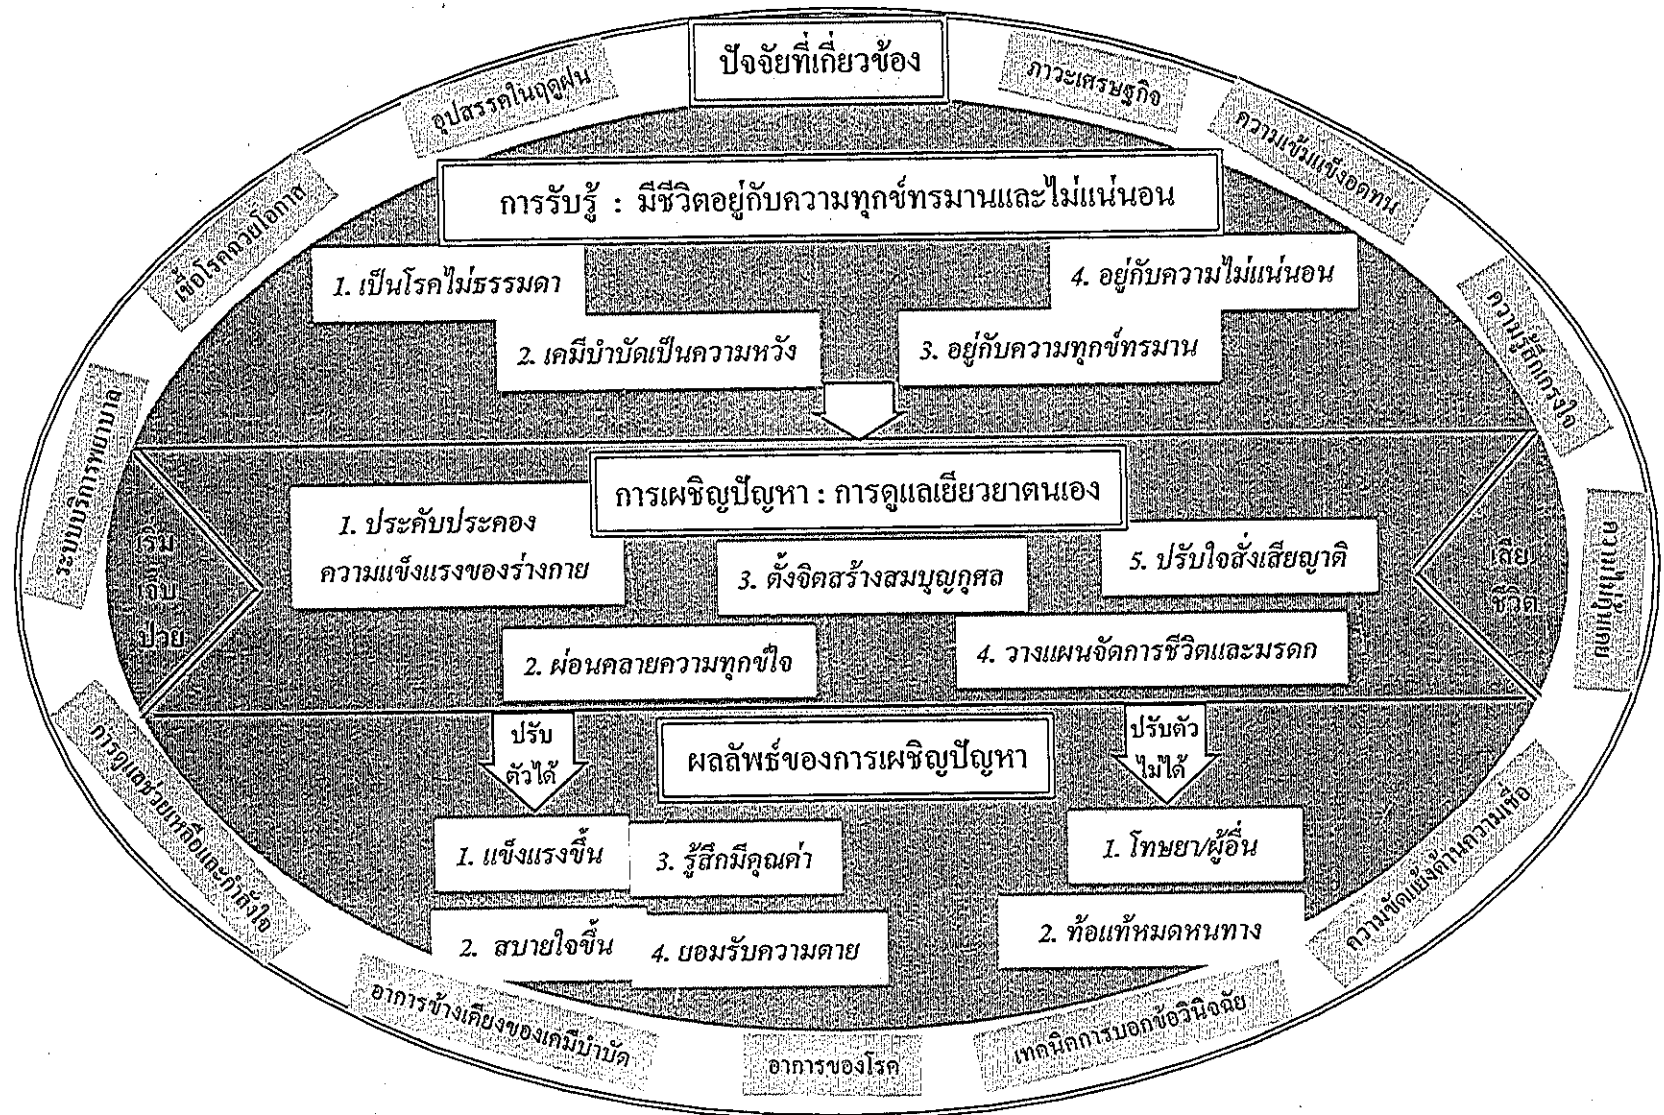 ปัจจัยที่เกี่ยวข้อง
อุปสรรคในฤดูฝน
ภาวะเศรษฐกิจ
ความเข้มแข็งอดทน
เชื้อโรคฉวยโอกาส
ความรู้สึกเกรงใจ
ระบบบริการพยาบาล
ความไม่คุ้นเคย
การรับรู้ : มีชีวิตอยู่กับความทุกข์ทรมานและไม่แน่นอน
1. เป็นโรคไม่ธรรมดา
2. เคมีบำบัดเป็นความหวัง
3. อยู่กับความทุกข์ทรมาน
4. อยู่กับความไม่แน่นอน
เริ่ม
เจ็บ
ป่วย
การเผชิญปัญหา : การดูแลเยียวยาตนเอง
1. ประคับประคอง
ความแข็งแรงของร่างกาย
2. ผ่อนคลายความทุกข์ใจ
3. ตั้งจิตสร้างสมบุญกุศล
4. วางแผนจัดการชีวิตและมรดก
5. ปรับใจสั่งเสียญาติ
เสีย
ชีวิต
ผลลัพธ์ของการเผชิญปัญหา
ปรับ
ตัวได้
1. แข็งแรงขึ้น
2. สบายใจขึ้น
3. รู้สึกมีคุณค่า
4. ยอมรับความตาย
ปรับตัว
ไม่ได้
1. โทษยา/ผู้อื่น
2. ท้อแท้หมดหนทาง
การดูแลช่วยเหลือและกำลังใจ
ความขัดแย้งด้านความเชื่อ
อาการข้างเคียงของเคมีบำบัด
อาการของโรค
เทคนิคการบอกข้อวินิจฉัย